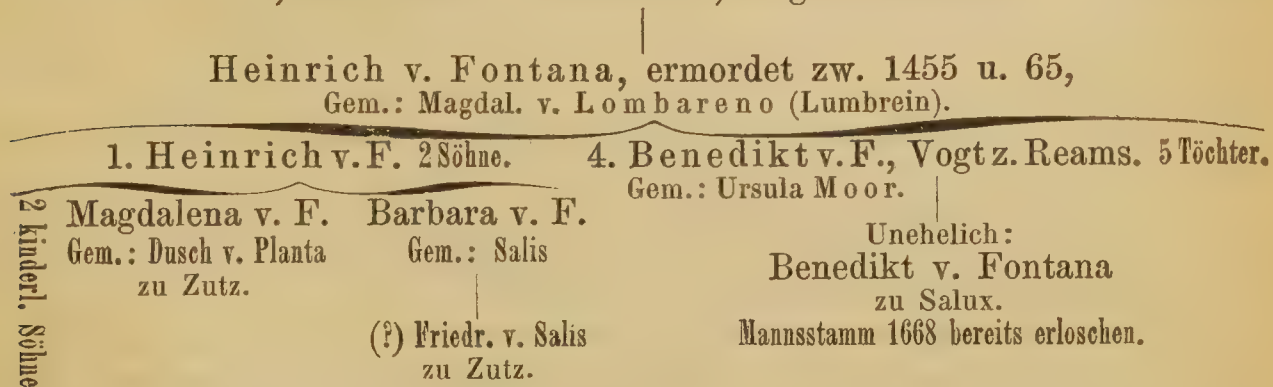 Heinrich v. Fontana, ermordet zw. 1455 u. 65,
Gem.: Magdal. v. Lombareno (Lumbrein).
1. Heinrich v. F. 2 Söhne. 4. Benedikt v. F., Vogt z. Reams. 5 Töchter.
Gem.: Ursula Moor.
Magdalena v. F. Barbara v. F.
Gem.: Dusch v. Planta Gem.: Salis
zu Zutz.
(?) Friedr. v. Salis
zu Zutz.
Unehelich:
Benedikt v. Fontana
zu Salux.
Mannsstamm 1668 bereits erloschen.
2 kinderl. Söhne